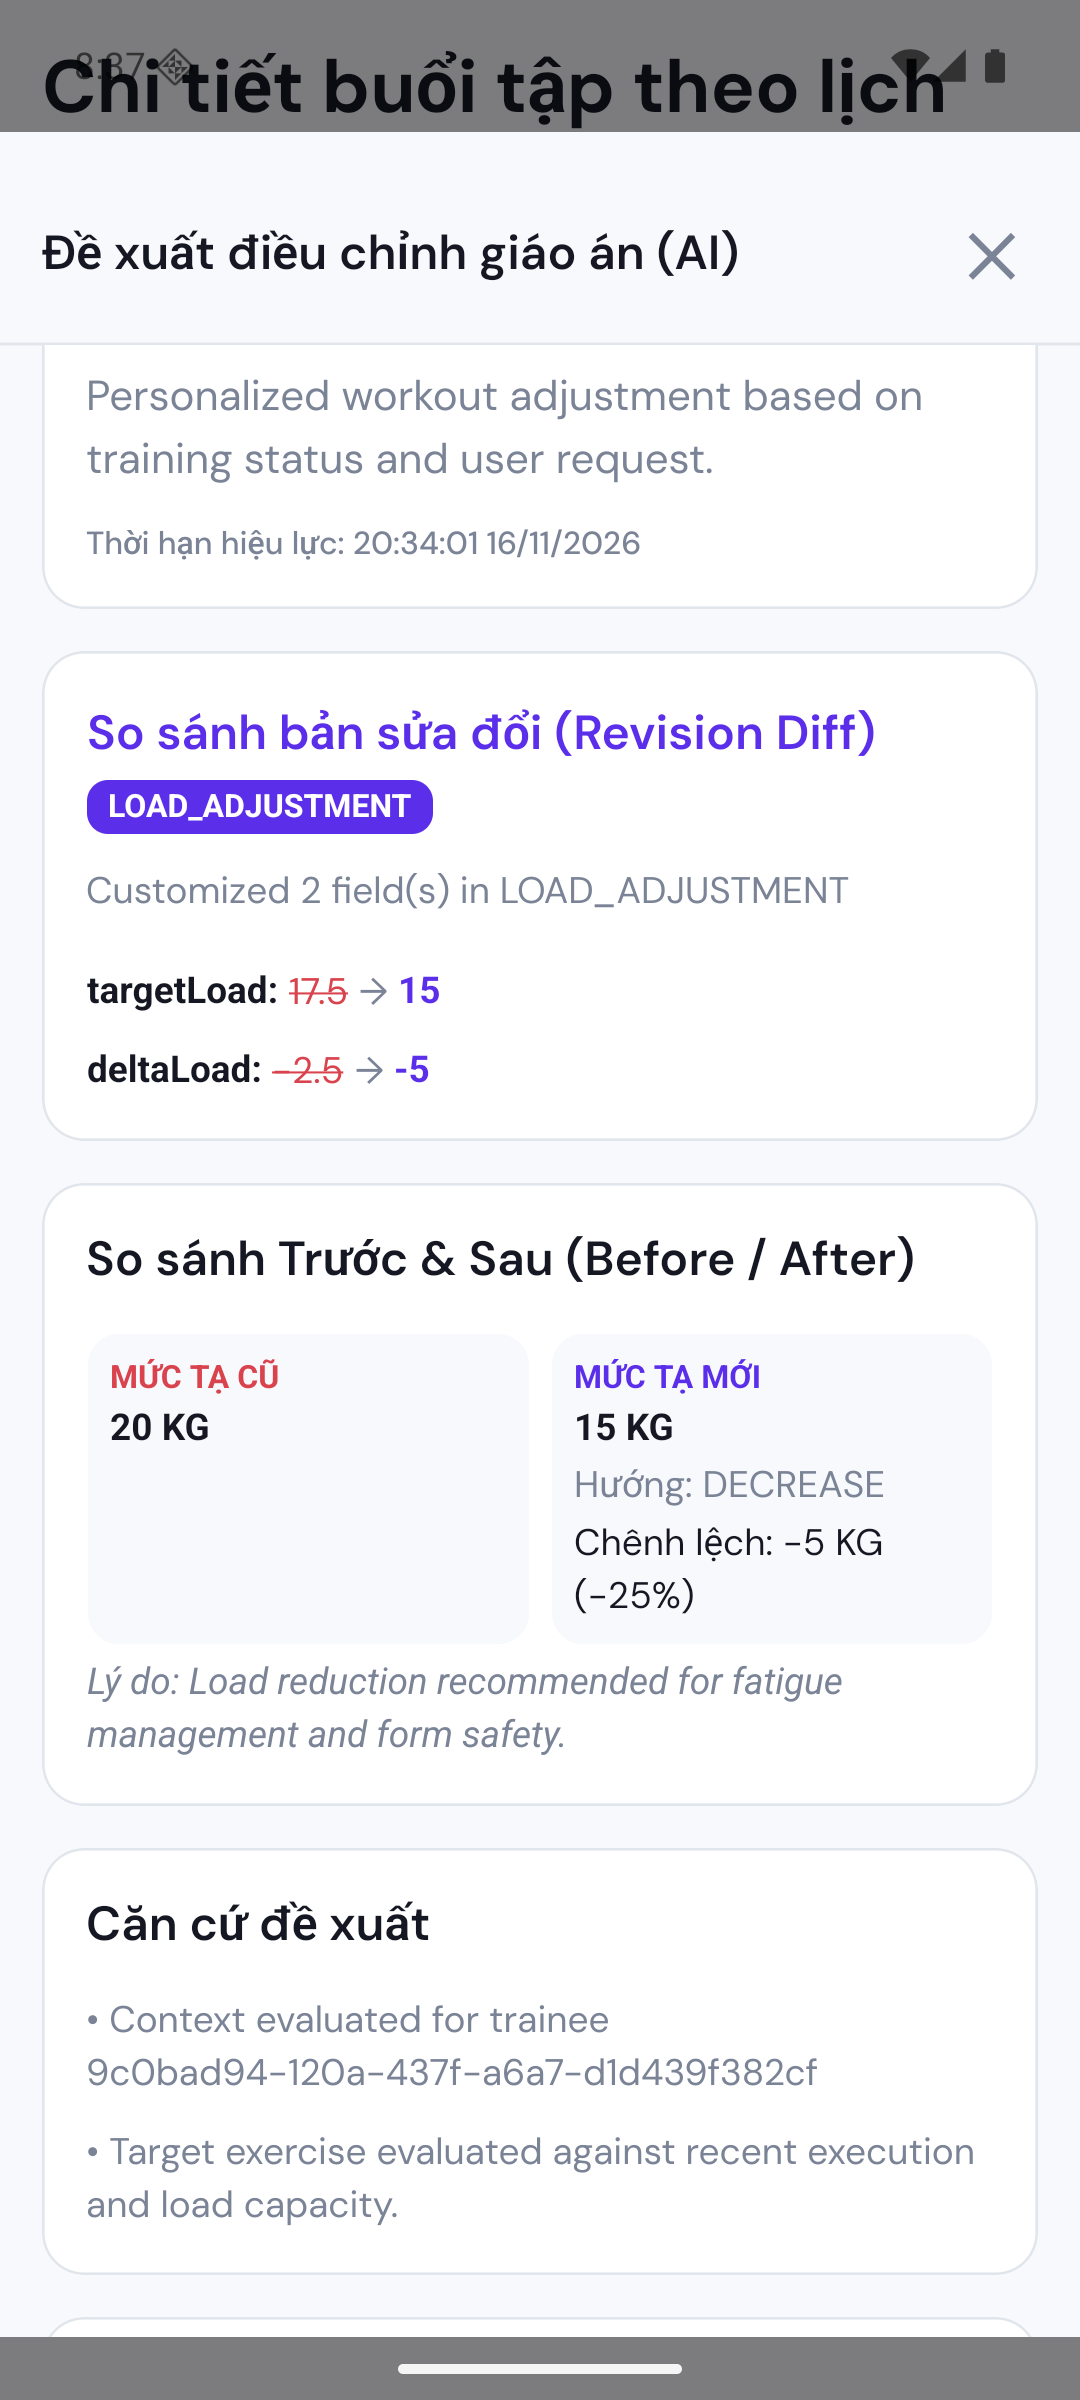 8:37
Chi tiết buổi tập theo lịch
Đề xuất điều chỉnh giáo án (AI)
Personalized workout adjustment based on
training status and user request.
Thời hạn hiệu lực: 20:34:01 16/11/2026
So sánh bản sửa đổi (Revision Diff)
LOAD_ADJUSTMENT
Customized 2 field(s) in LOAD_ADJUSTMENT
targetLoad: 17.5 → 15
deltaLoad: -2.5 → -5
So sánh Trước & Sau (Before / After)
MỨC TẠ CŨ
20 KG
MỨC TẠ MỚI
15 KG
Hướng: DECREASE
Chênh lệch: -5 KG
(-25%)
Lý do: Load reduction recommended for fatigue
management and form safety.
Căn cứ đề xuất
• Context evaluated for trainee
9c0bad94-120a-437f-a6a7-d1d439f382cf
• Target exercise evaluated against recent execution
and load capacity.